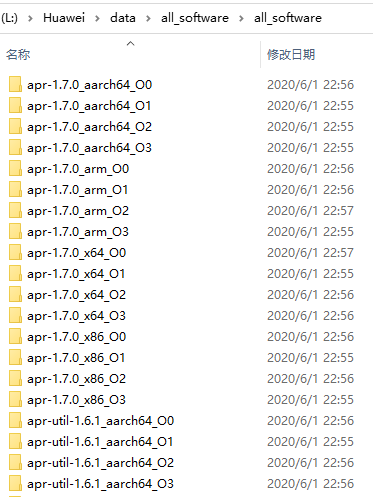 (L:) > Huawei > data > all_software > all_software
名称 修改日期
apr-1.7.0_aarch64_O0 2020/6/1 22:56
apr-1.7.0_aarch64_O1 2020/6/1 22:55
apr-1.7.0_aarch64_O2 2020/6/1 22:55
apr-1.7.0_aarch64_O3 2020/6/1 22:55
apr-1.7.0_arm_O0 2020/6/1 22:56
apr-1.7.0_arm_O1 2020/6/1 22:56
apr-1.7.0_arm_O2 2020/6/1 22:57
apr-1.7.0_arm_O3 2020/6/1 22:55
apr-1.7.0_x64_O0 2020/6/1 22:57
apr-1.7.0_x64_O1 2020/6/1 22:55
apr-1.7.0_x64_O2 2020/6/1 22:56
apr-1.7.0_x64_O3 2020/6/1 22:56
apr-1.7.0_x86_O0 2020/6/1 22:56
apr-1.7.0_x86_O1 2020/6/1 22:55
apr-1.7.0_x86_O2 2020/6/1 22:56
apr-1.7.0_x86_O3 2020/6/1 22:55
apr-util-1.6.1_aarch64_O0 2020/6/1 22:56
apr-util-1.6.1_aarch64_O1 2020/6/1 22:55
apr-util-1.6.1_aarch64_O2 2020/6/1 22:56
apr-util-1.6.1_aarch64_O3 2020/6/1 22:56